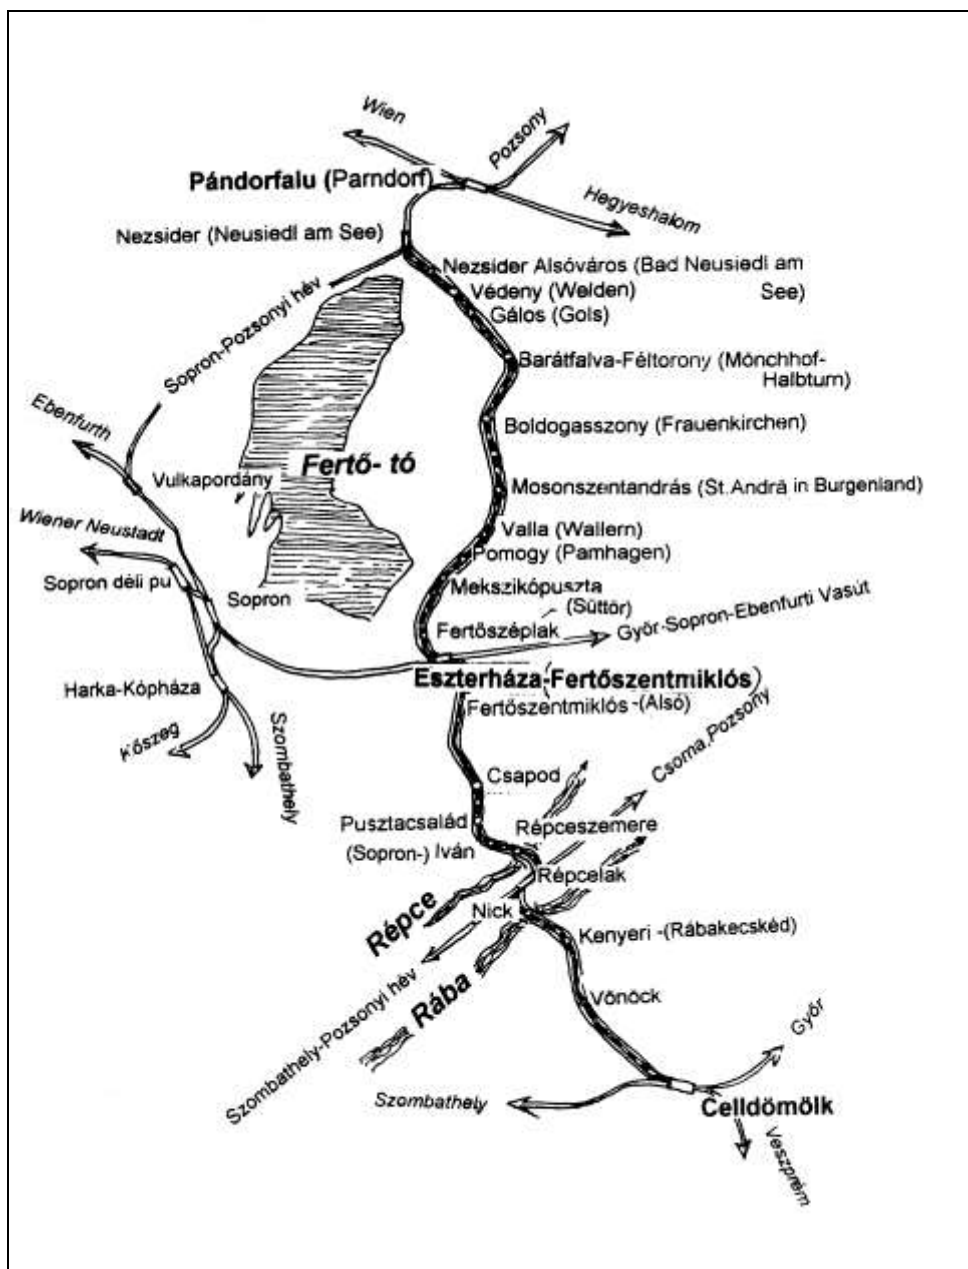 Wien
Pozsony
Pándorfalu (Parndorf)
Hegyeshalom
Nezsider (Neusiedl am See)
Nezsider Alsóváros (Bad Neusiedl am
See)
Védeny (Welden)
Gálos (Gols)
Sopron-Pozsonyi hév
Barátfalva-Féltorony (Mönchhof-
Halbturn)
Ebenfurth
Boldogasszony (Frauenkirchen)
Fertő- tó
Vulkapordány
Mosonszentandrás (St.Andrä in Burgenland)
Wiener Neustadt
Valla (Wallern)
Pomogy (Pamhagen)
Sopron déli pu
Mekszikópuszta
Sopron
(Süttör)
Fertőszéplak
Győr-Sopron-Ebenfurti Vasút
Eszterháza-(Fertőszentmiklós)
Harka-Kópháza
Fertőszentmiklós-(Alsó)
Kőszeg
Szombathely
Csorna,Pozsony
Csapod
Pusztacsalád
Répceszemere
(Sopron-) Iván
Répcelak
Répce
Nick
Kenyeri -(Rábakecskéd)
Rába
Vönöck
Szombathely-Pozsonyi hév
Győr
Szombathely
Celldömölk
Veszprém